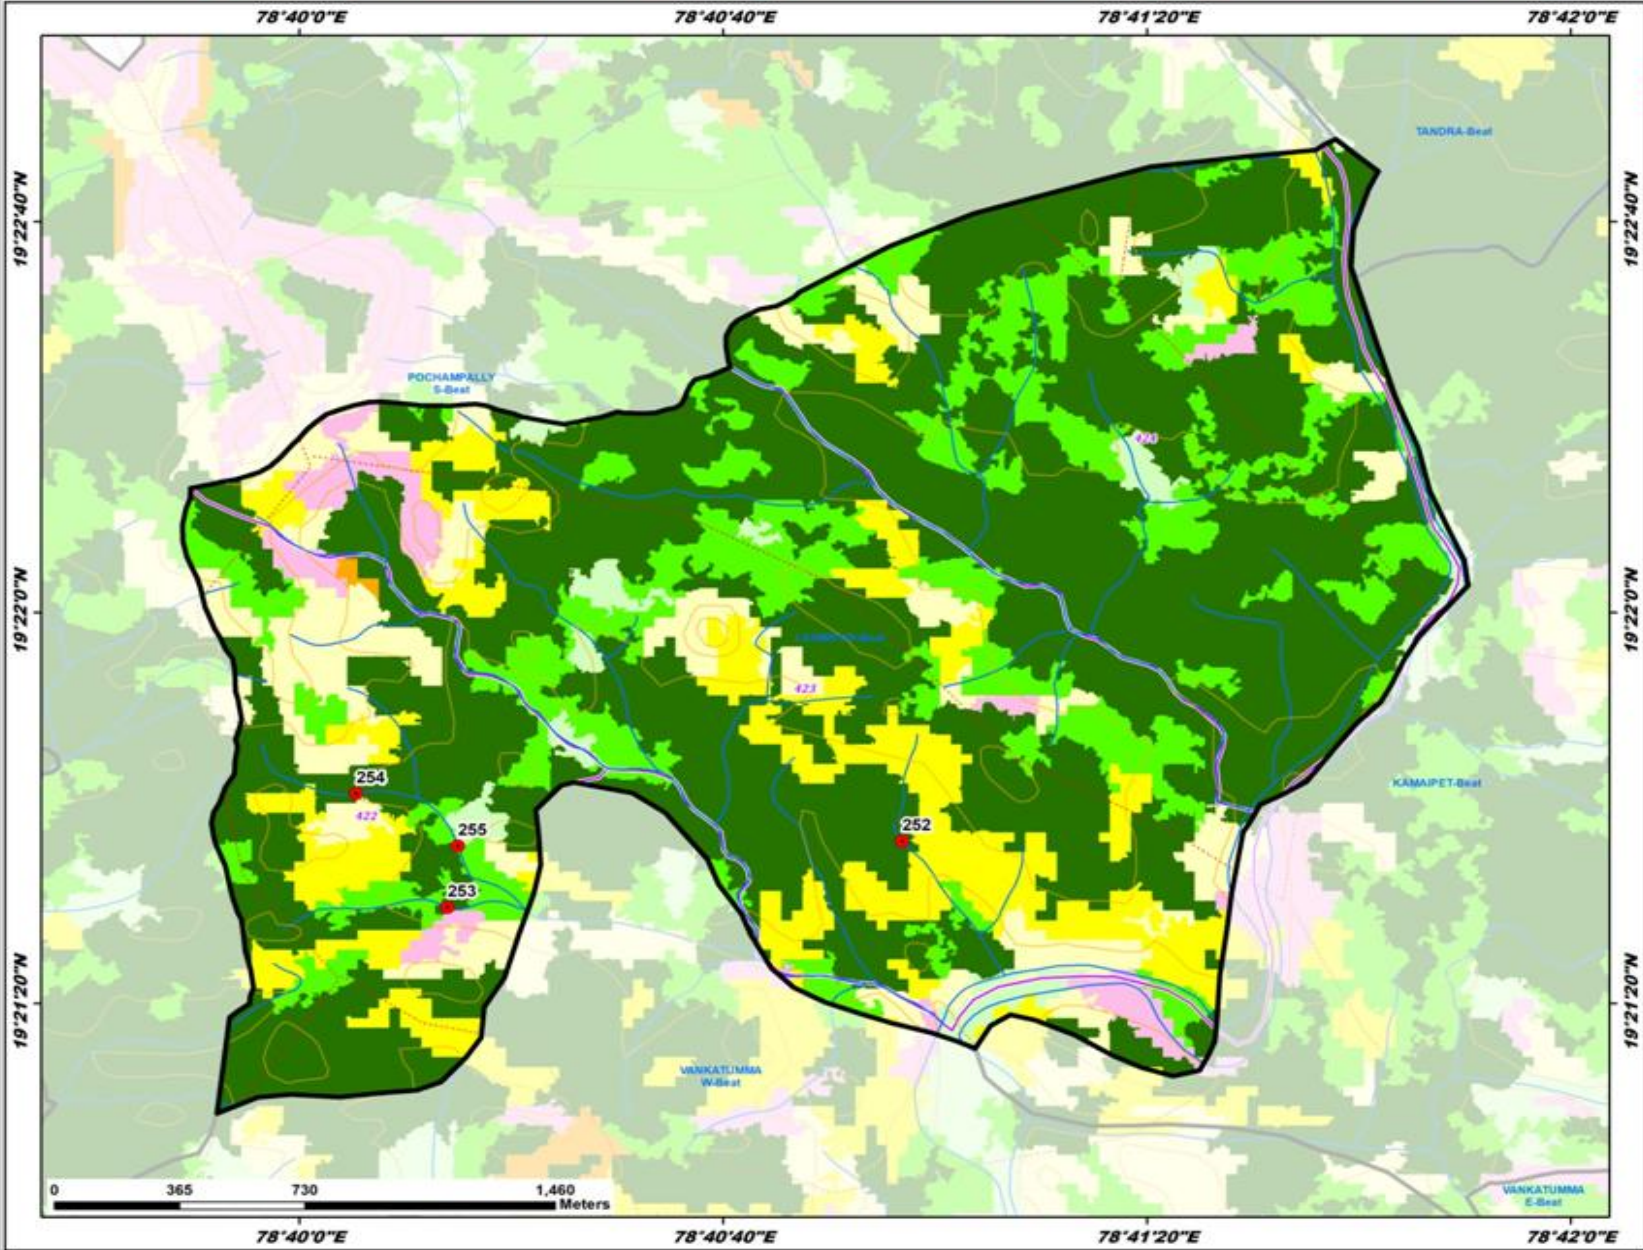 78°40'0"E 78°40'40"E 78°41'20"E 78°42'0"E
TANDRA-Beat
19°22'40"N 19°22'40"N
POCHAMPALLY
S-Beat
424
19°22'0"N 19°22'0"N
423
254
KAMAIPET-Beat
422
255
252
253
19°21'20"N 19°21'20"N
VANKATUMMA
W-Beat
0 365 730 1,460
Meters
VANKATUMMA
E-Beat
78°40'0"E 78°40'40"E 78°41'20"E 78°42'0"E